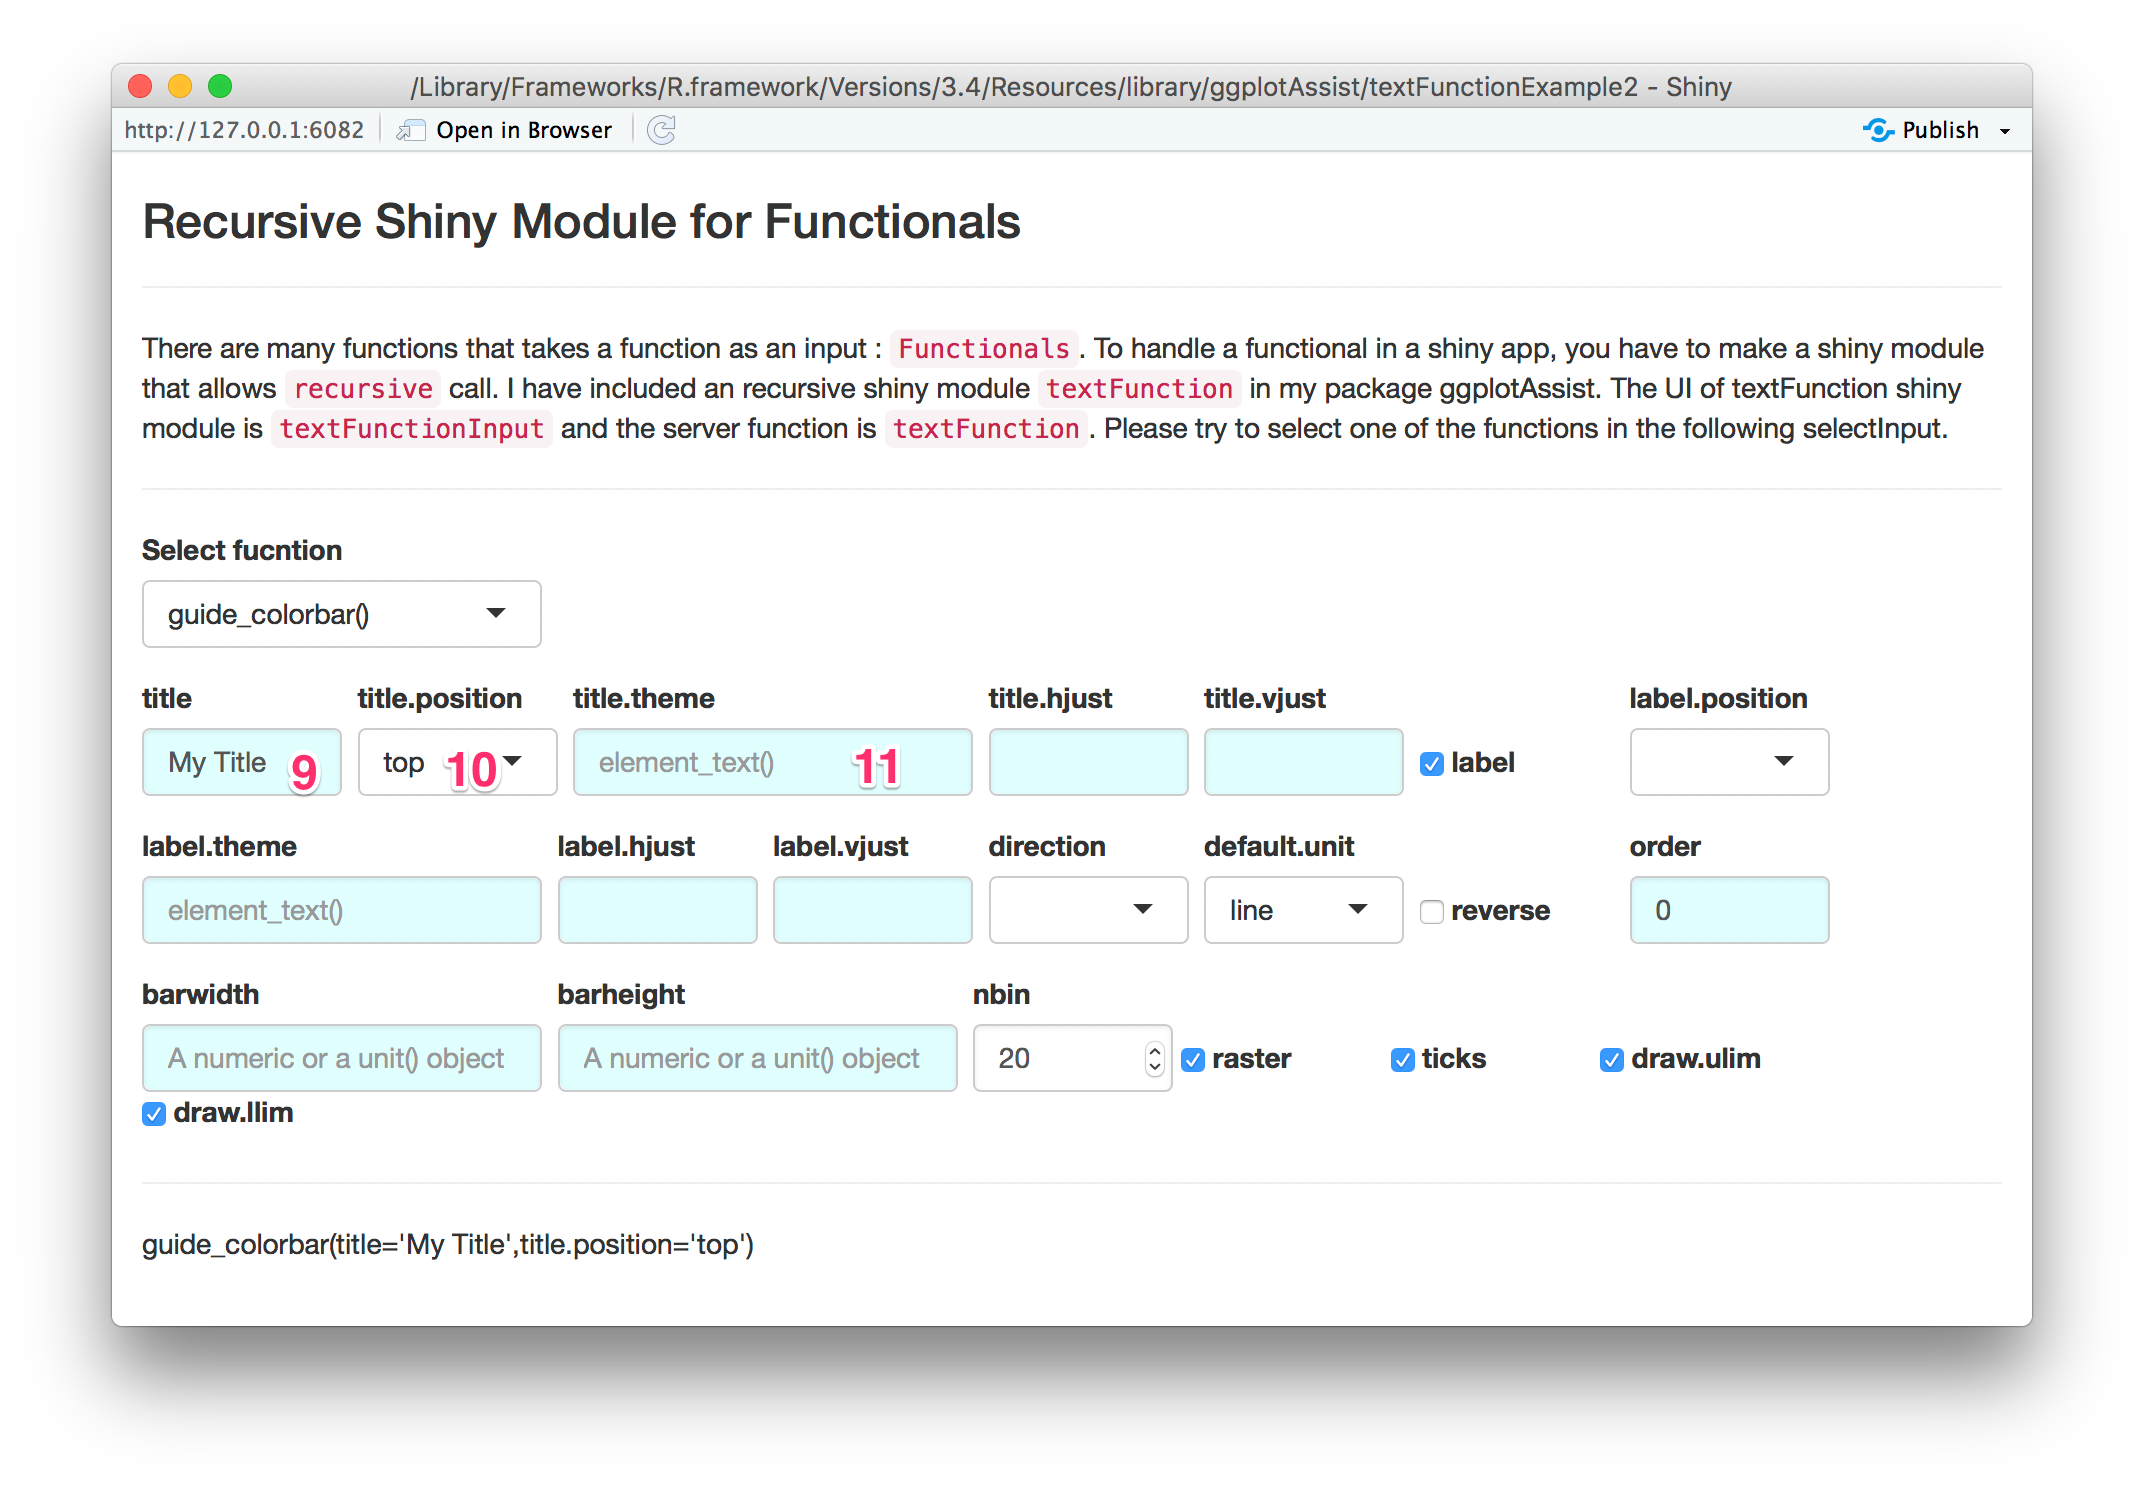 /Library/Frameworks/R.framework/Versions/3.4/Resources/library/ggplotAssist/textFunctionExample2 - Shiny
http://127.0.0.1:6082 Open in Browser Publish
Recursive Shiny Module for Functionals
There are many functions that takes a function as an input : Functionals . To handle a functional in a shiny app, you have to make a shiny module
that allows recursive call. I have included an recursive shiny module textFunction in my package ggplotAssist. The UI of textFunction shiny
module is textFunctionInput and the server function is textFunction . Please try to select one of the functions in the following selectInput.
Select fucntion
guide_colorbar()
title title.position title.theme title.hjust title.vjust label.position
My Title 9 top 10 element_text() 11 label
label.theme label.hjust label.vjust direction default.unit order
element_text() line reverse 0
barwidth barheight nbin
A numeric or a unit() object A numeric or a unit() object 20 raster ticks draw.ulim
draw.llim
guide_colorbar(title='My Title',title.position='top')